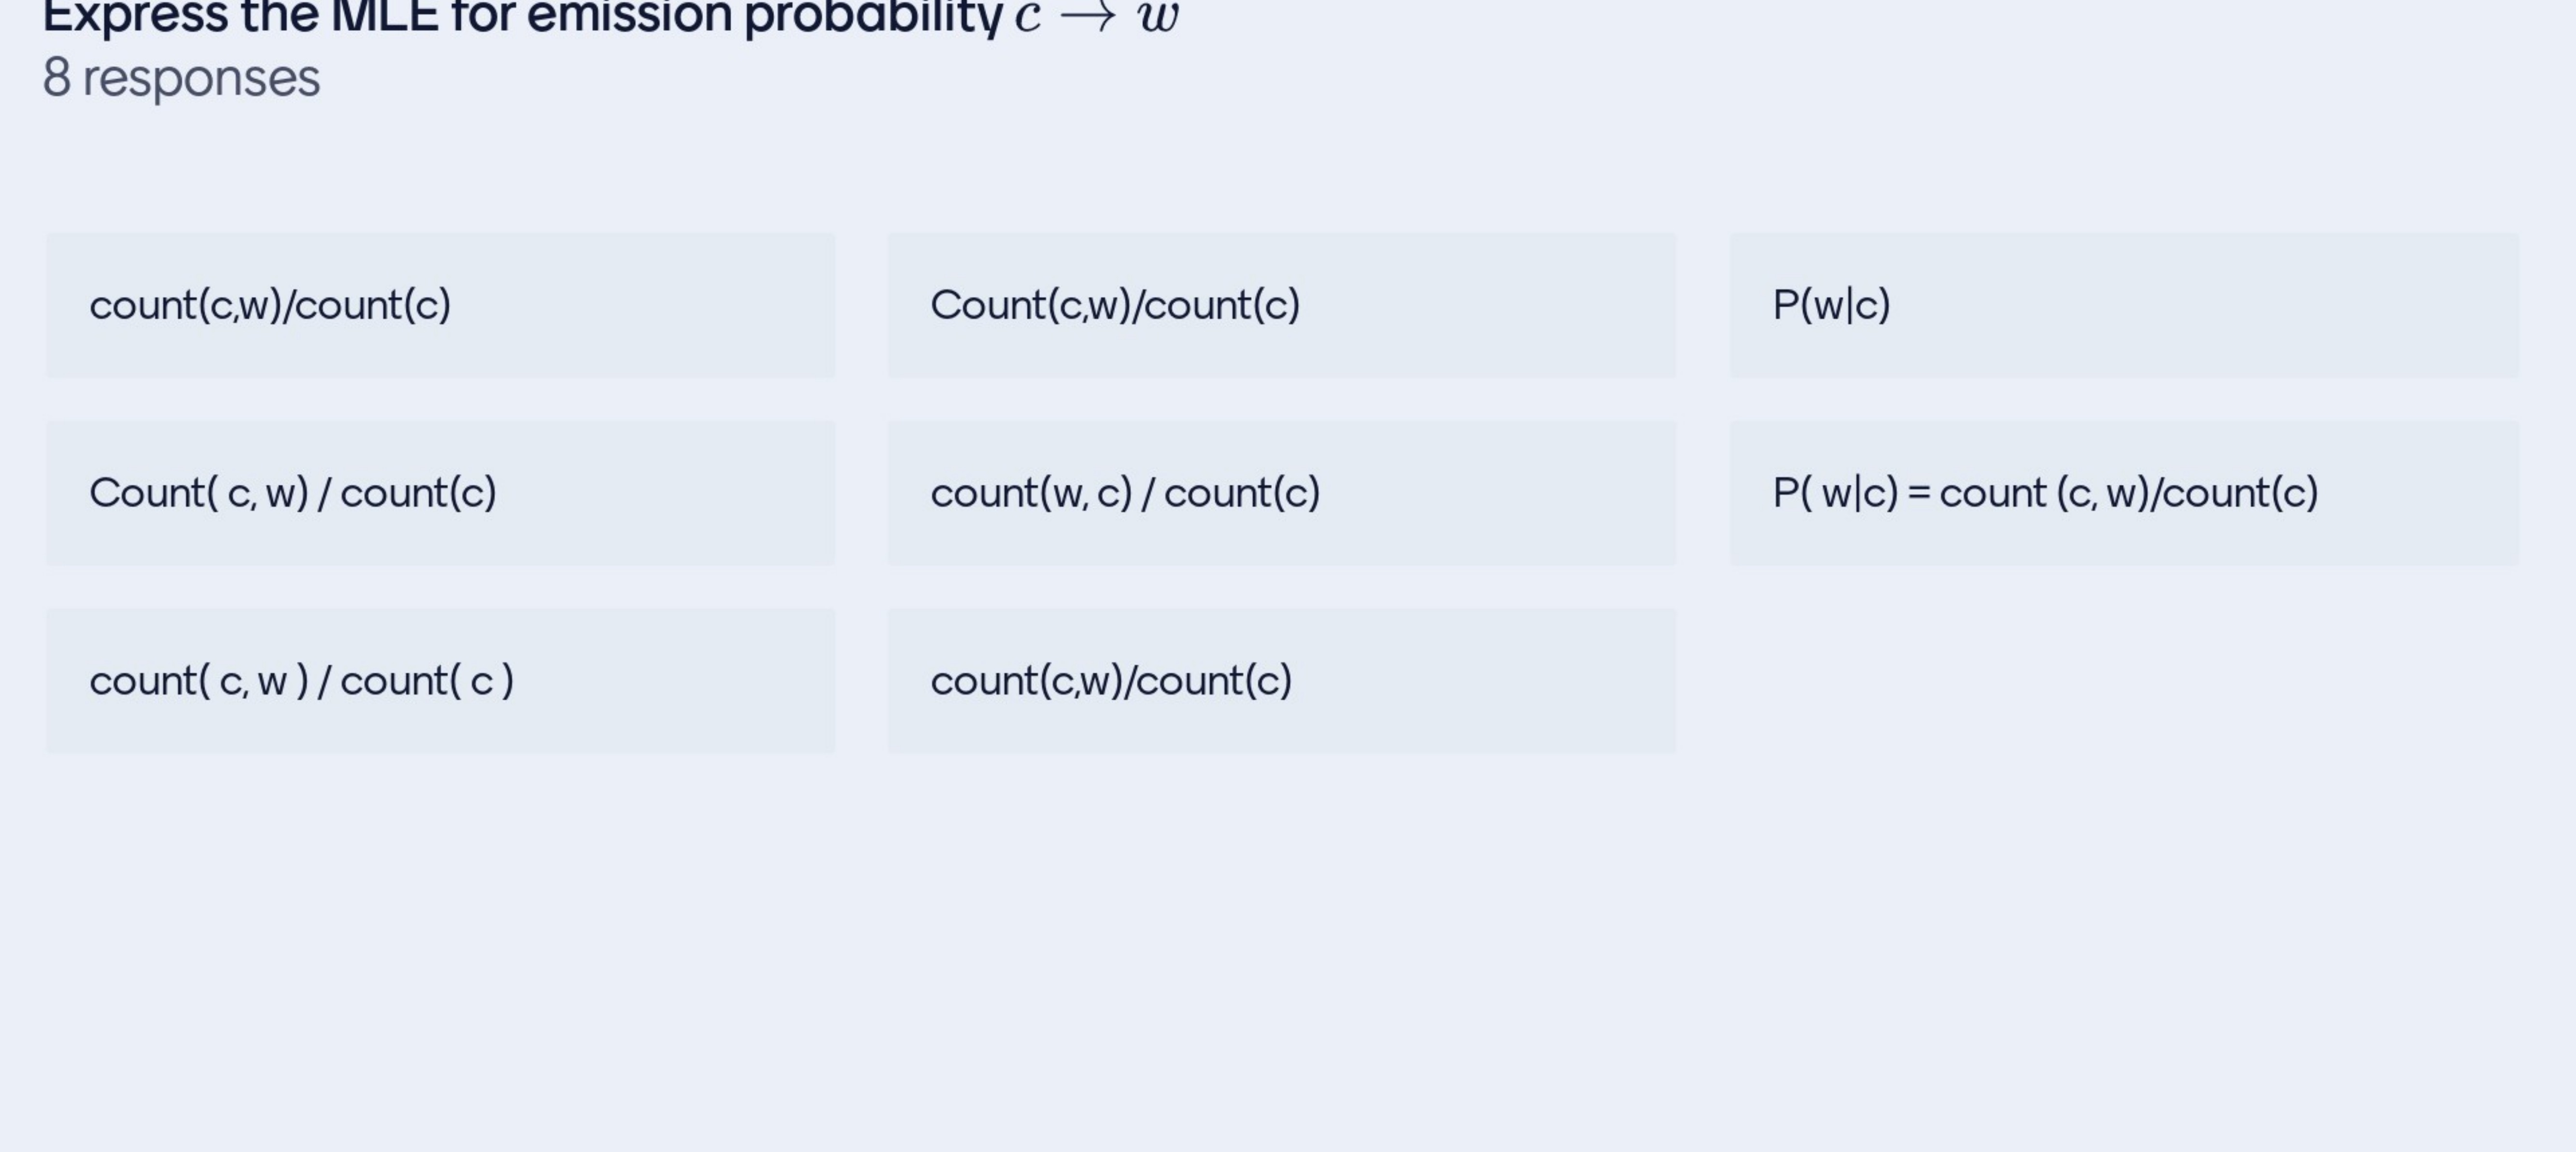 Express the MLE for emission probability c → w
8 responses
count(c,w)/count(c)
Count(c,w)/count(c)
P(w|c)
Count( c, w) / count(c)
count(w, c) / count(c)
P( w|c) = count (c, w)/count(c)
count( c, w ) / count( c )
count(c,w)/count(c)